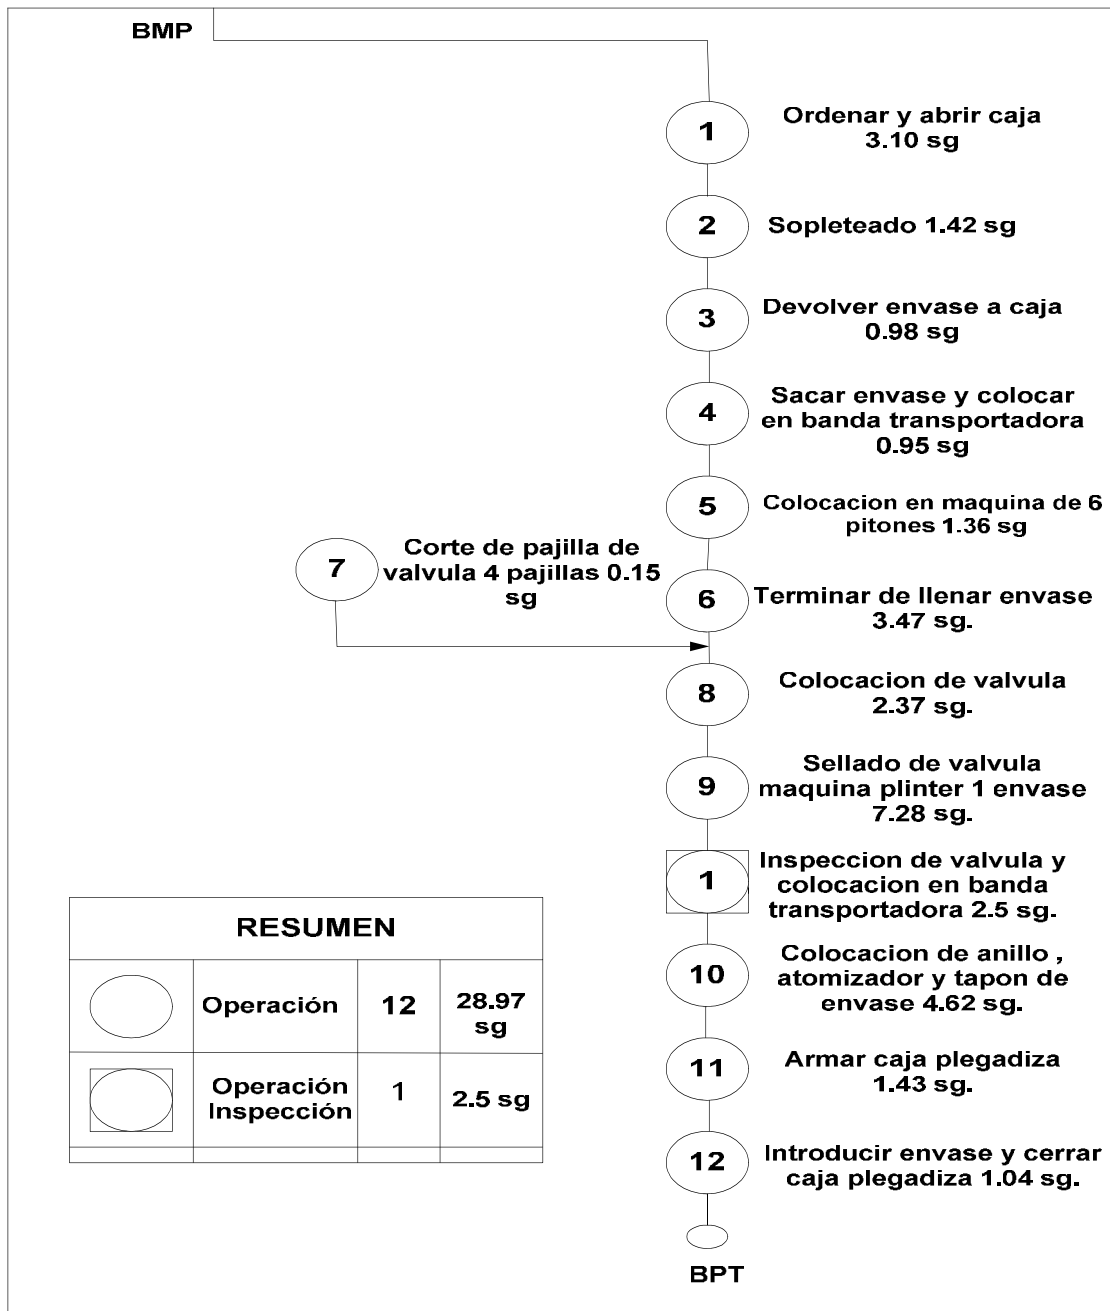 BMP
1
Ordenar y abrir caja
3.10 sg
2
Sopleteado 1.42 sg
3
Devolver envase a caja
0.98 sg
4
Sacar envase y colocar
en banda transportadora
0.95 sg
5
Colocacion en maquina de 6
pitones 1.36 sg
7
Corte de pajilla de
valvula 4 pajillas 0.15
sg
6
Terminar de llenar envase
3.47 sg.
8
Colocacion de valvula
2.37 sg.
9
Sellado de valvula
maquina plinter 1 envase
7.28 sg.
1
Inspeccion de valvula y
colocacion en banda
transportadora 2.5 sg.
10
Colocacion de anillo ,
atomizador y tapon de
envase 4.62 sg.
11
Armar caja plegadiza
1.43 sg.
12
Introducir envase y cerrar
caja plegadiza 1.04 sg.
BPT
RESUMEN
Operación
12
28.97
sg
Operación
Inspección
1
2.5 sg